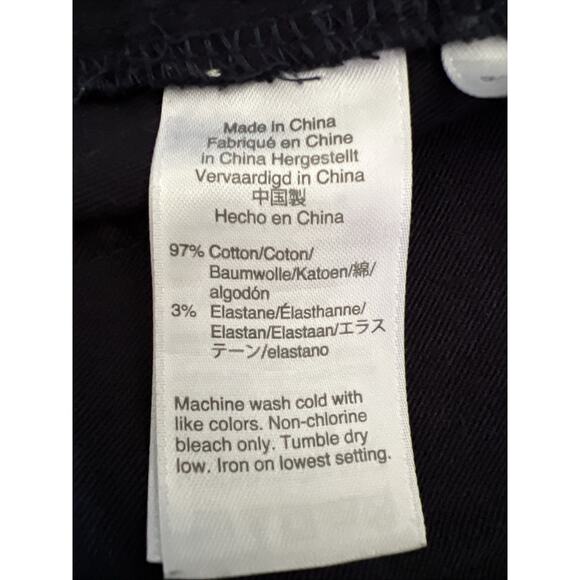 Made in China
Fabriqué en Chine
in China Hergestellt
Vervaardigd in China
中国製
Hecho en China
97% Cotton/Coton/
Baumwolle/Katoen/綿/
algodón
3% Elastane/Élasthanne/
Elastan/Elastaan/エラス
テーン/elastano
Machine wash cold with
like colors. Non-chlorine
bleach only. Tumble dry
low. Iron on lowest setting.